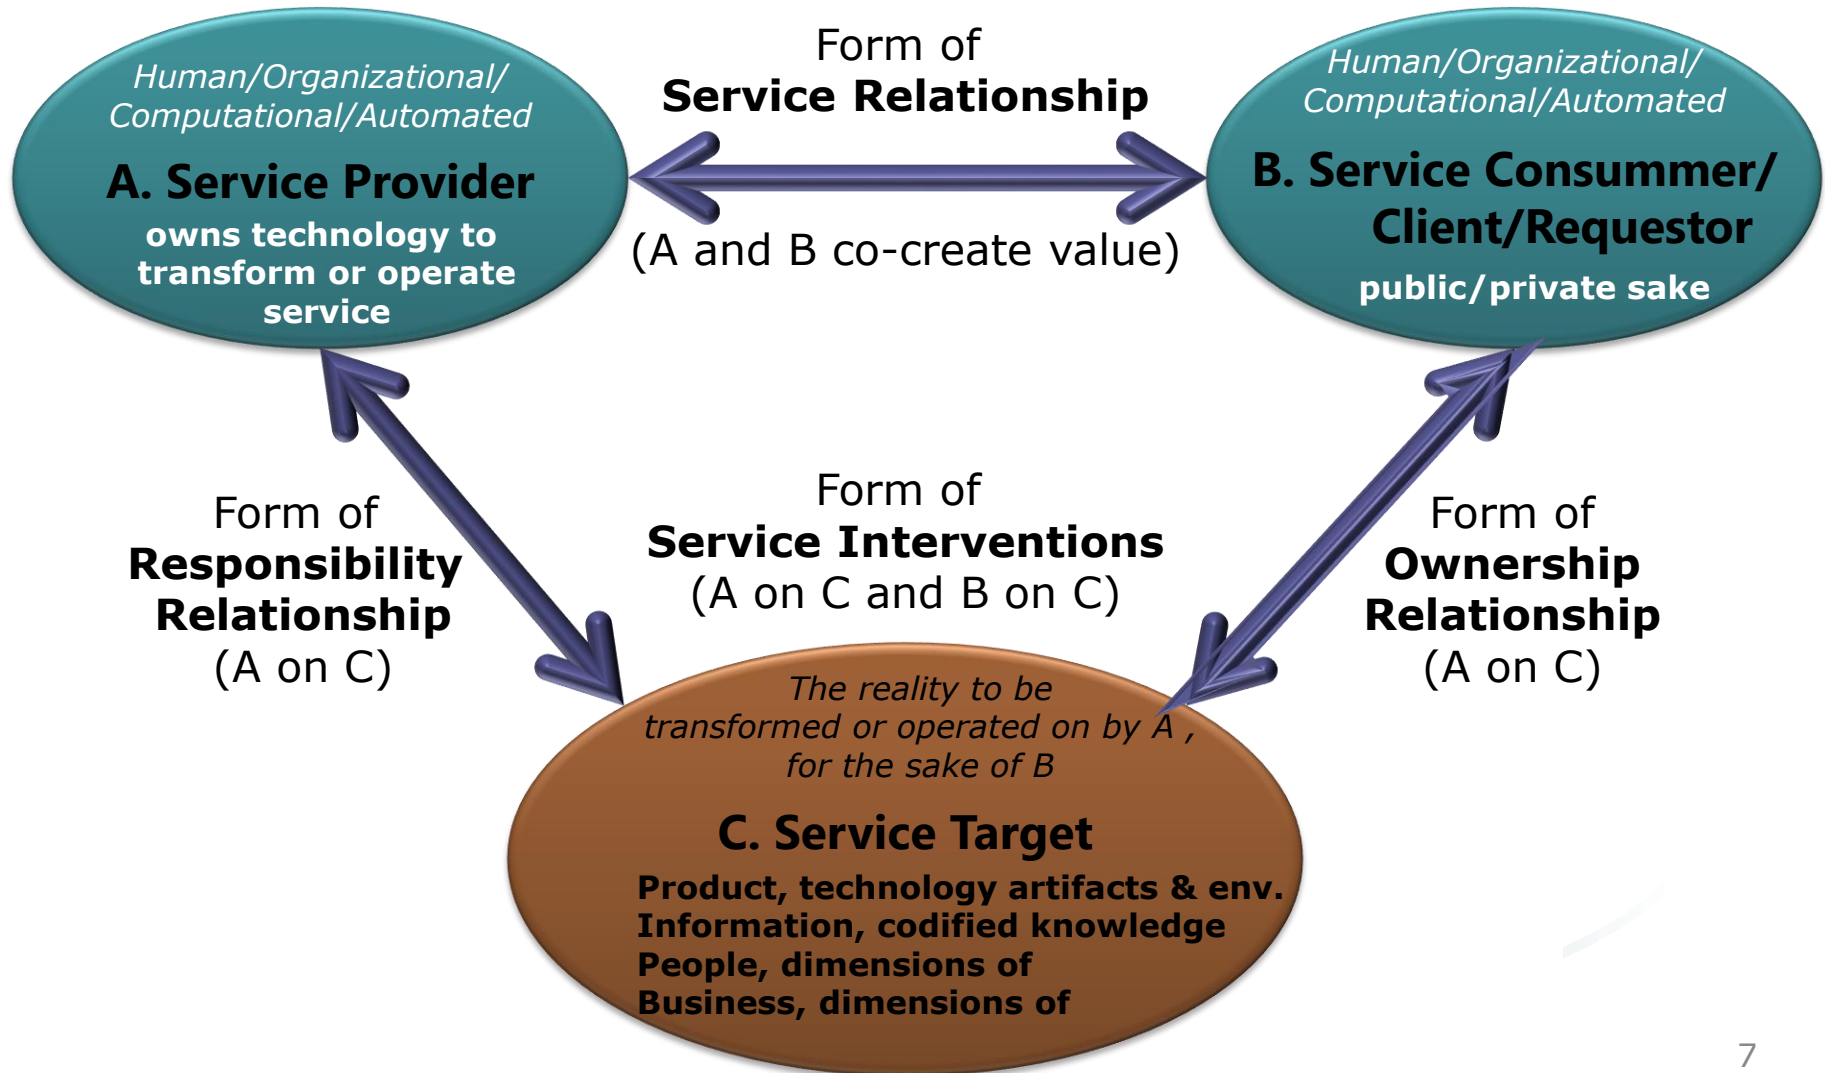 Human/Organizational/
Computational/Automated
A. Service Provider
owns technology to
transform or operate
service
Form of
Service Relationship
(A and B co-create value)
Human/Organizational/
Computational/Automated
B. Service Consummer/
Client/Requestor
public/private sake
Form of
Responsibility
Relationship
(A on C)
Form of
Service Interventions
(A on C and B on C)
Form of
Ownership
Relationship
(A on C)
The reality to be
transformed or operated on by A ,
for the sake of B
C. Service Target
Product, technology artifacts & env.
Information, codified knowledge
People, dimensions of
Business, dimensions of
7